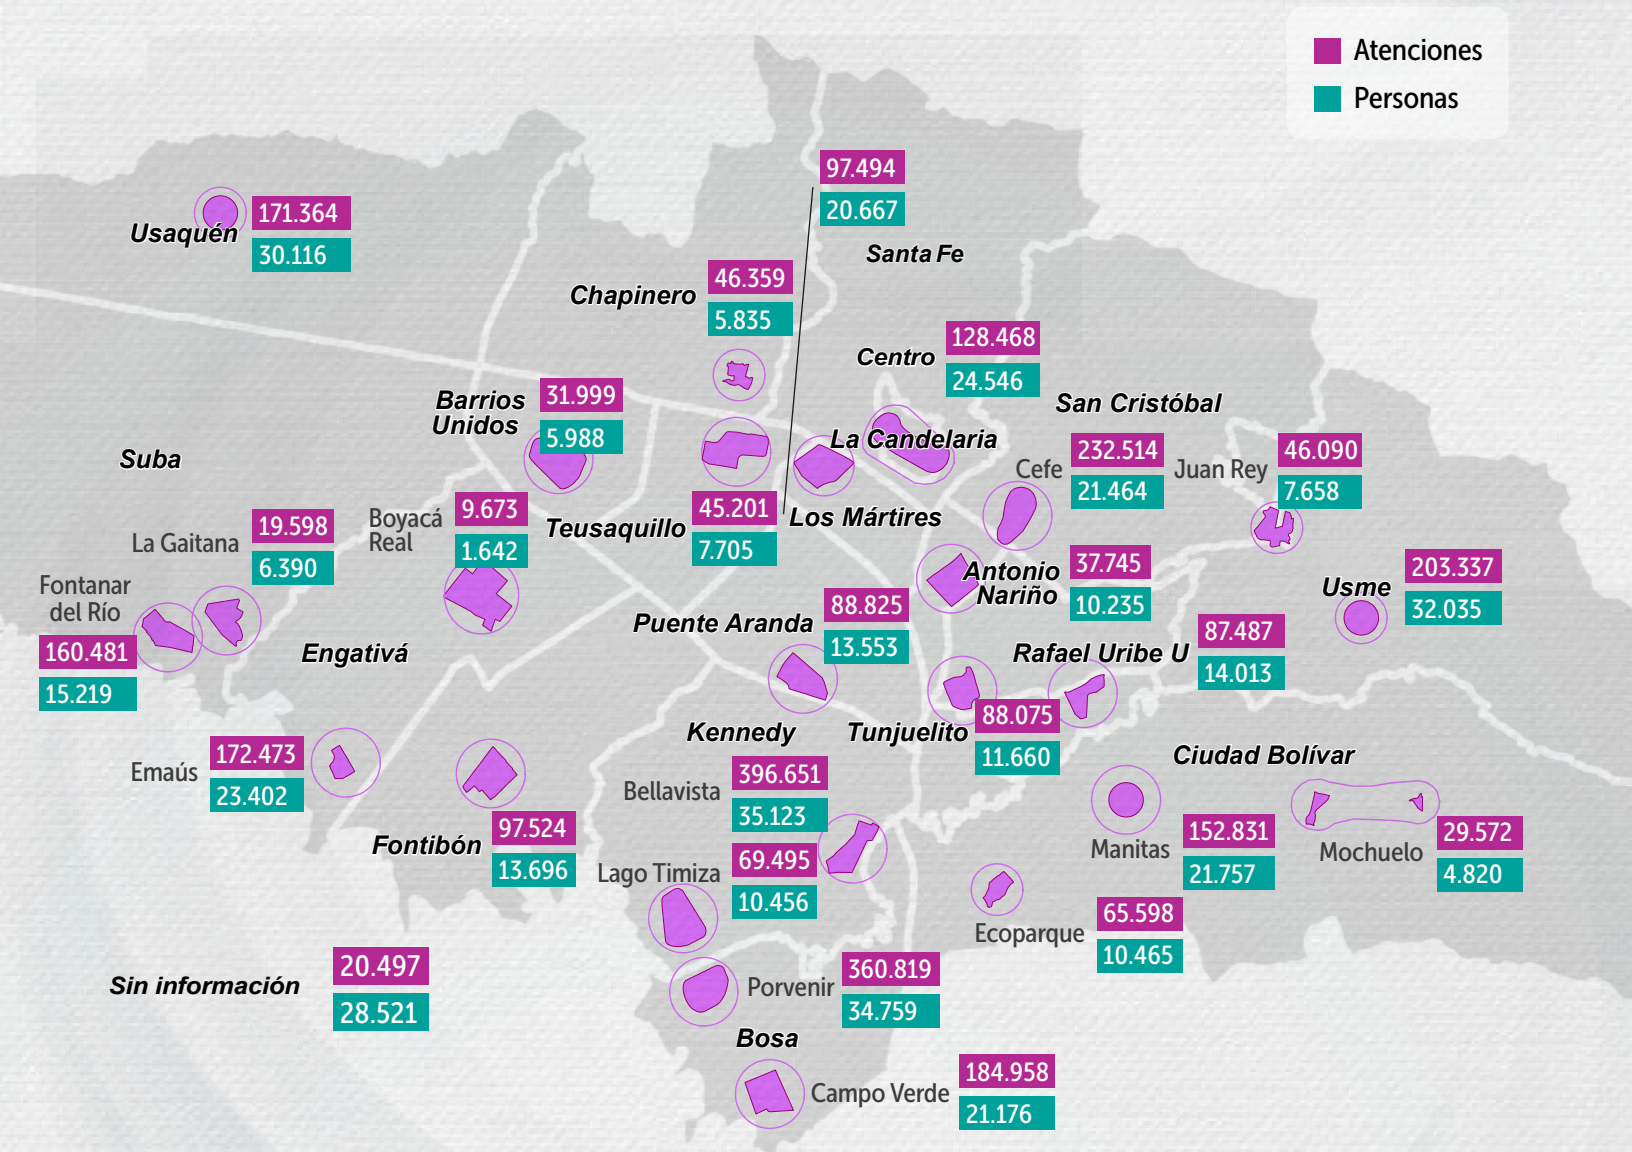 Atenciones
Personas
97.494
20.667
Santa Fe
171.364
Usaquén
30.116
46.359
Chapinero
5.835
128.468
Centro
24.546
31.999
Barrios
Unidos
5.988
San Cristóbal
La Candelaria
Suba
232.514
Cefe
21.464
46.090
Juan Rey
7.658
9.673
Boyacá
Real
1.642
45.201
Teusaquillo
7.705
Los Mártires
19.598
La Gaitana
6.390
Fontanar
del Río
160.481
15.219
37.745
Antonio
Nariño
10.235
203.337
Usme
32.035
88.825
Puente Aranda
13.553
87.487
Rafael Uribe U
14.013
Engativá
88.075
Tunjuelito
11.660
Kennedy
396.651
Bellavista
35.123
69.495
Lago Timiza
10.456
172.473
Emaús
23.402
97.524
Fontibón
13.696
Ciudad Bolívar
152.831
Manitas
21.757
29.572
Mochuelo
4.820
65.598
Ecoparque
10.465
20.497
Sin información
28.521
360.819
Porvenir
34.759
Bosa
184.958
Campo Verde
21.176